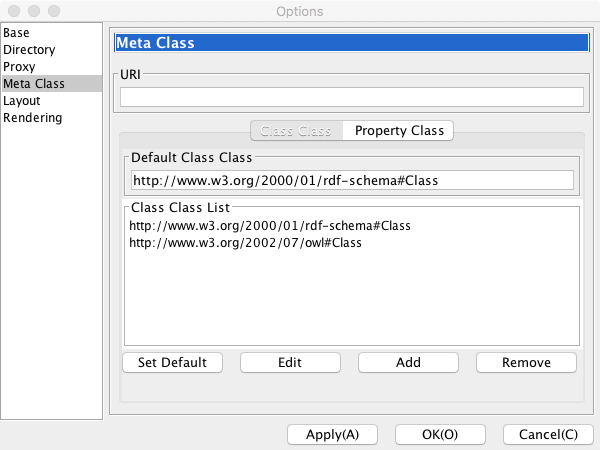 Options
Base
Directory
Proxy
Meta Class
Layout
Rendering
Meta Class
URI
Class Class
Property Class
Default Class Class
http://www.w3.org/2000/01/rdf-schema#Class
Class Class List
http://www.w3.org/2000/01/rdf-schema#Class
http://www.w3.org/2002/07/owl#Class
Set Default
Edit
Add
Remove
Apply(A)
OK(O)
Cancel(C)